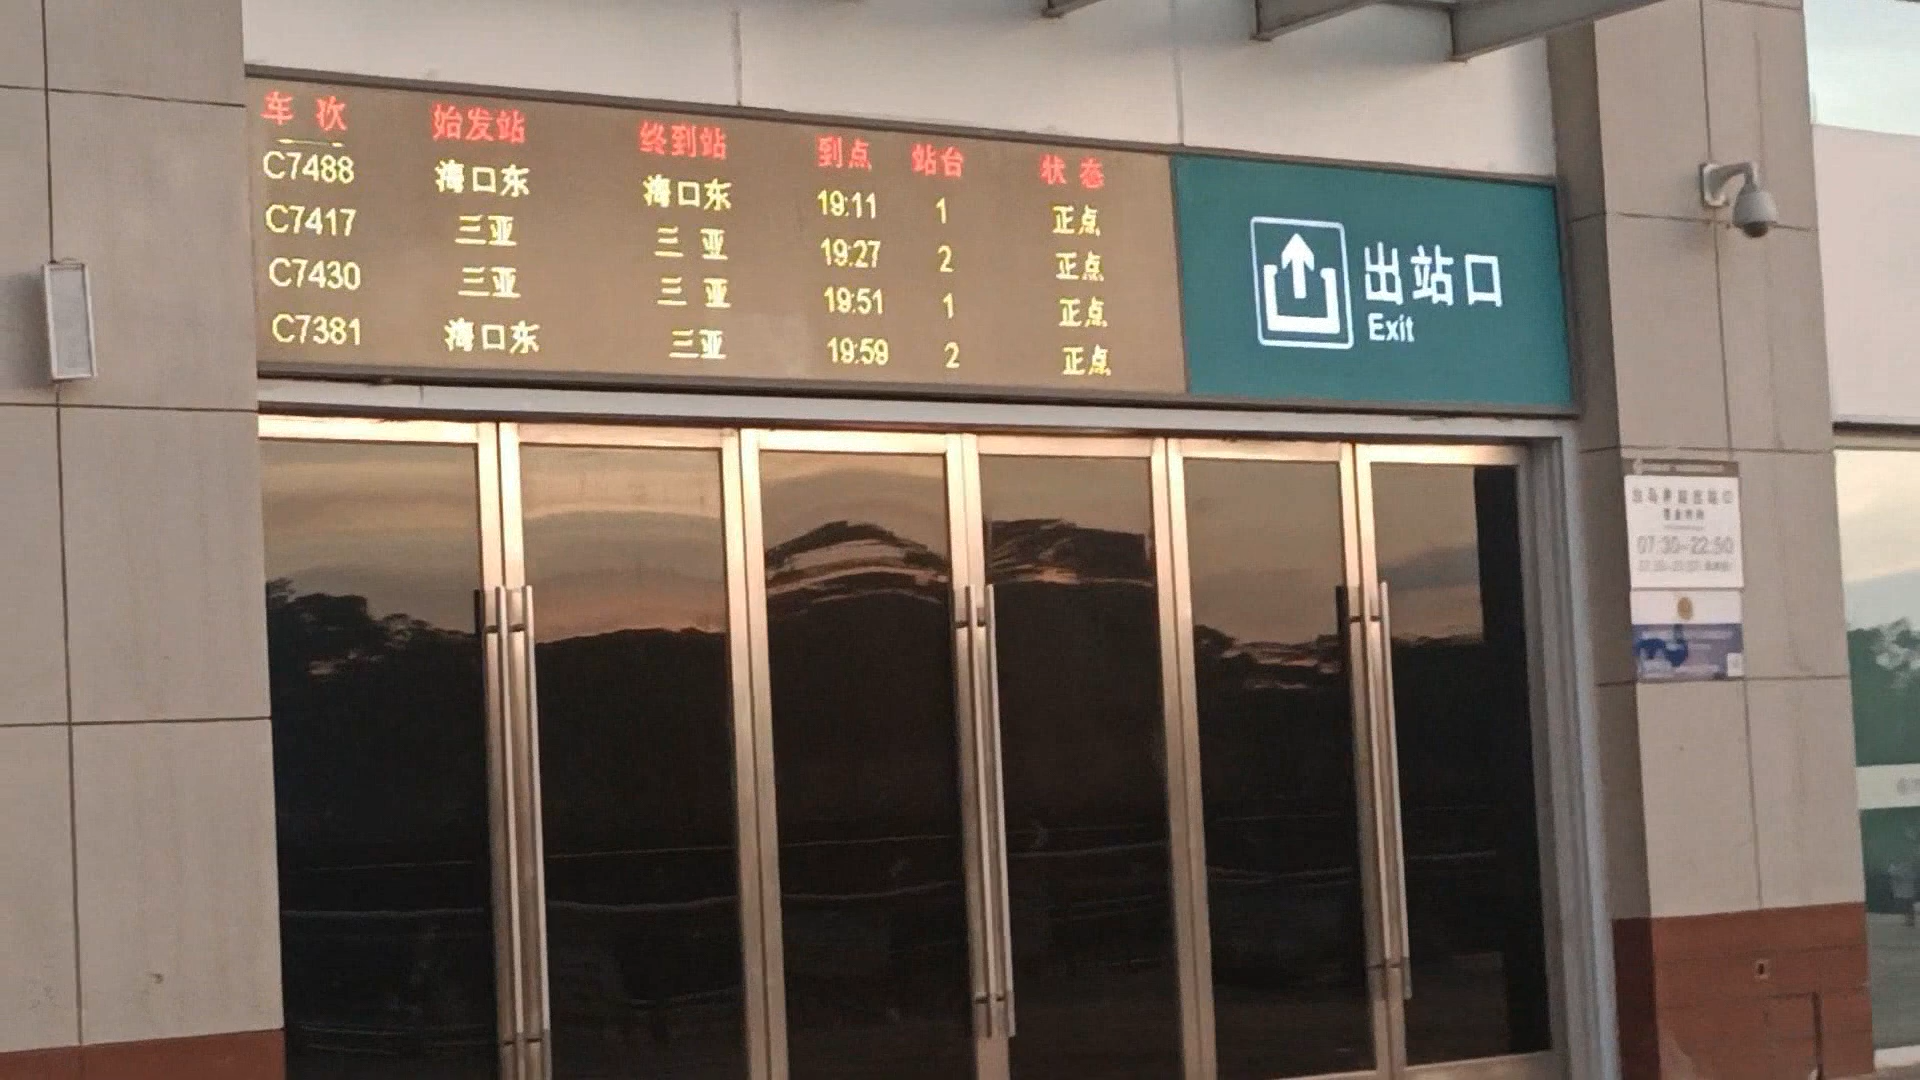 车次 始发站 终到站 到点 站台 状态
C7488 海口东 海口东 19:11 1 正点
C7417 三亚 三亚 19:27 2 正点
C7430 三亚 三亚 19:51 1 正点
C7381 海口东 三亚 19:59 2 正点
出站口
Exit
07:30-22:50